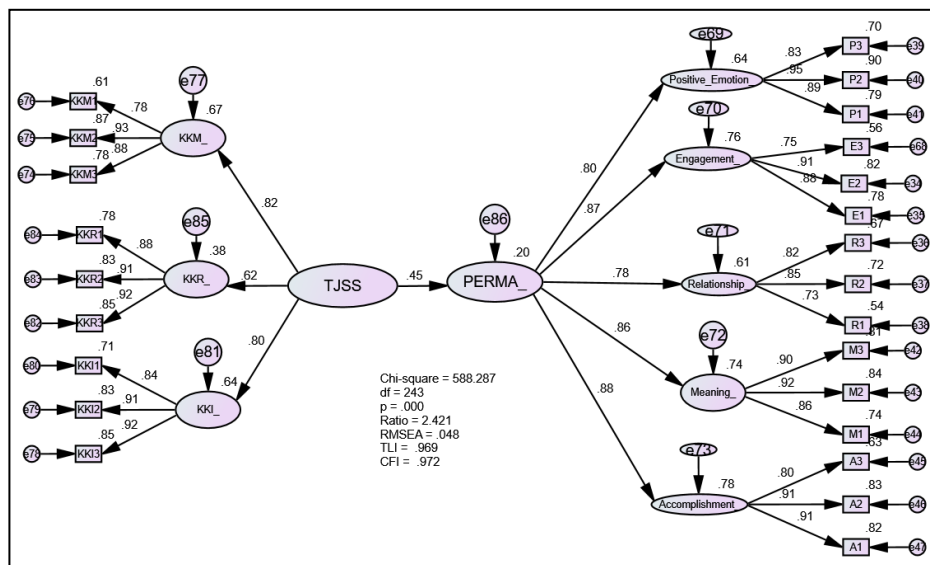 e77
.67
KKM_
.61
e76
KKM1
.78
.87
e75
KKM2
.93
.78
e74
KKM3
.88
.82
e85
.38
KKR_
.78
e84
KKR1
.88
.83
e83
KKR2
.91
.85
e82
KKR3
.92
.62
e81
.64
KKI_
.71
e80
KKI1
.84
.83
e79
KKI2
.91
.85
e78
KKI3
.92
.80
TJSS
.45
e86
.20
PERMA_
Chi-square = 588.287
df = 243
p = .000
Ratio = 2.421
RMSEA = .048
TLI = .969
CFI = .972
.80
.87
.78
.86
.88
e69
.64
Positive_Emotion_
.83
.70
P3
e39
.95
.90
P2
e40
.89
.79
P1
e41
e70
.76
Engagement_
.75
.56
E3
e68
.91
.82
E2
e34
.88
.78
E1
e35
e71
.61
Relationship_
.82
.67
R3
e36
.85
.72
R2
e37
.73
.54
R1
e38
e72
.74
Meaning_
.90
.81
M3
e42
.92
.84
M2
e43
.86
.74
M1
e44
e73
.78
Accomplishment_
.80
.63
A3
e45
.91
.83
A2
e46
.91
.82
A1
e47